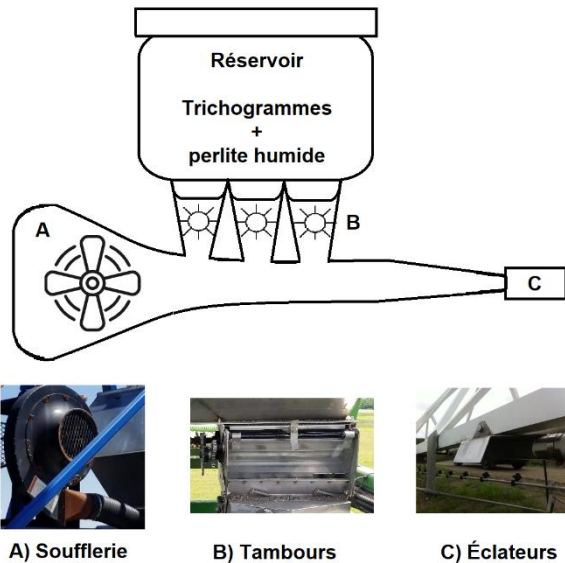 Réservoir
Trichogrammes
+
perlite humide
A
B
C
A) Soufflerie
B) Tambours
C) Éclateurs